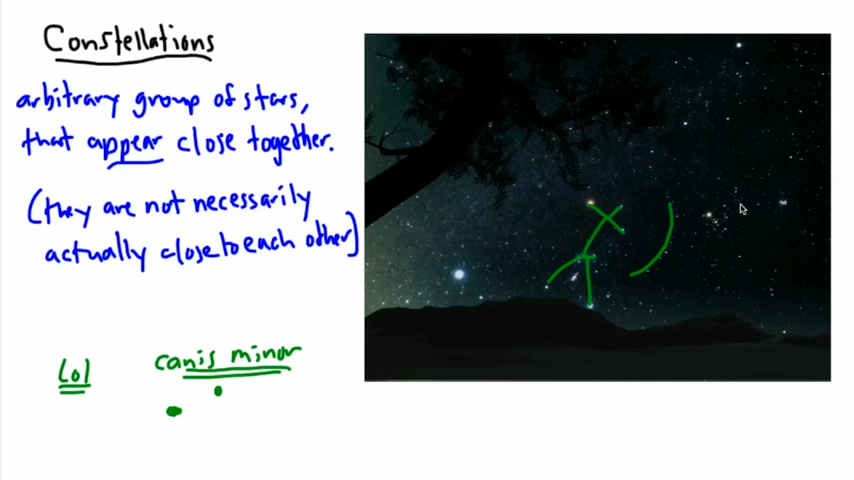 Constellations
arbitrary group of stars,
that appear close together.
(they are not necessarily
actually close to each other)
lol
canis minor